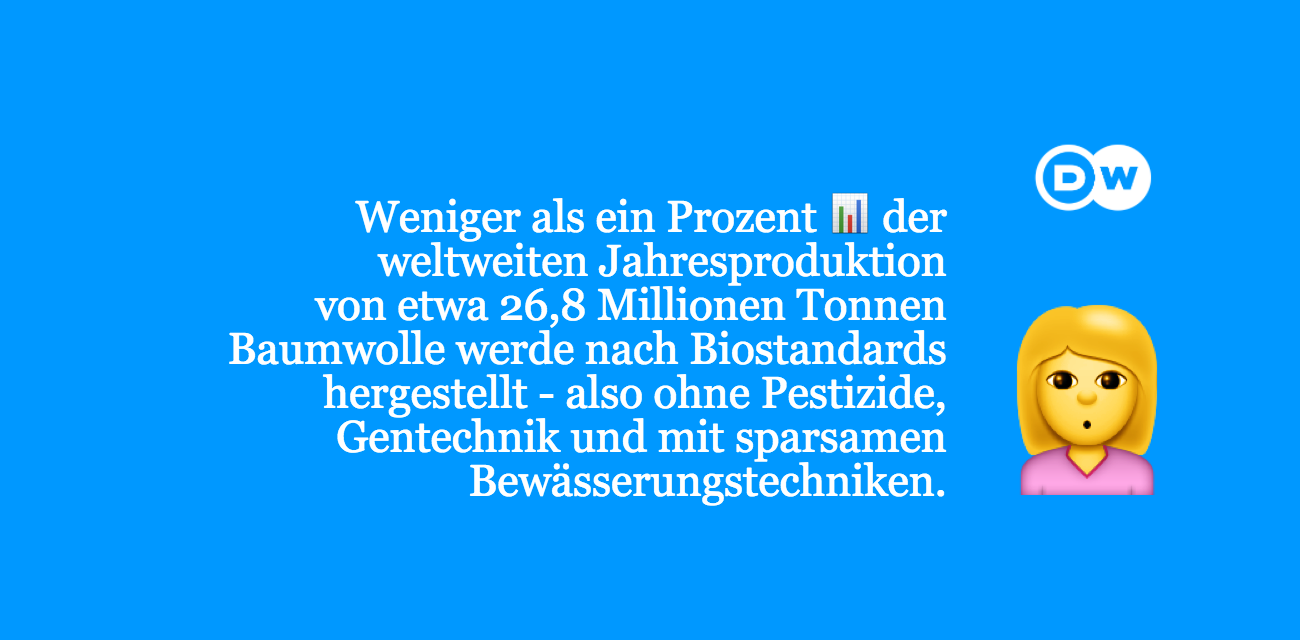 DW
Weniger als ein Prozent 📊 der
weltweiten Jahresproduktion
von etwa 26,8 Millionen Tonnen
Baumwolle werde nach Biostandards
hergestellt - also ohne Pestizide,
Gentechnik und mit sparsamen
Bewässerungstechniken.